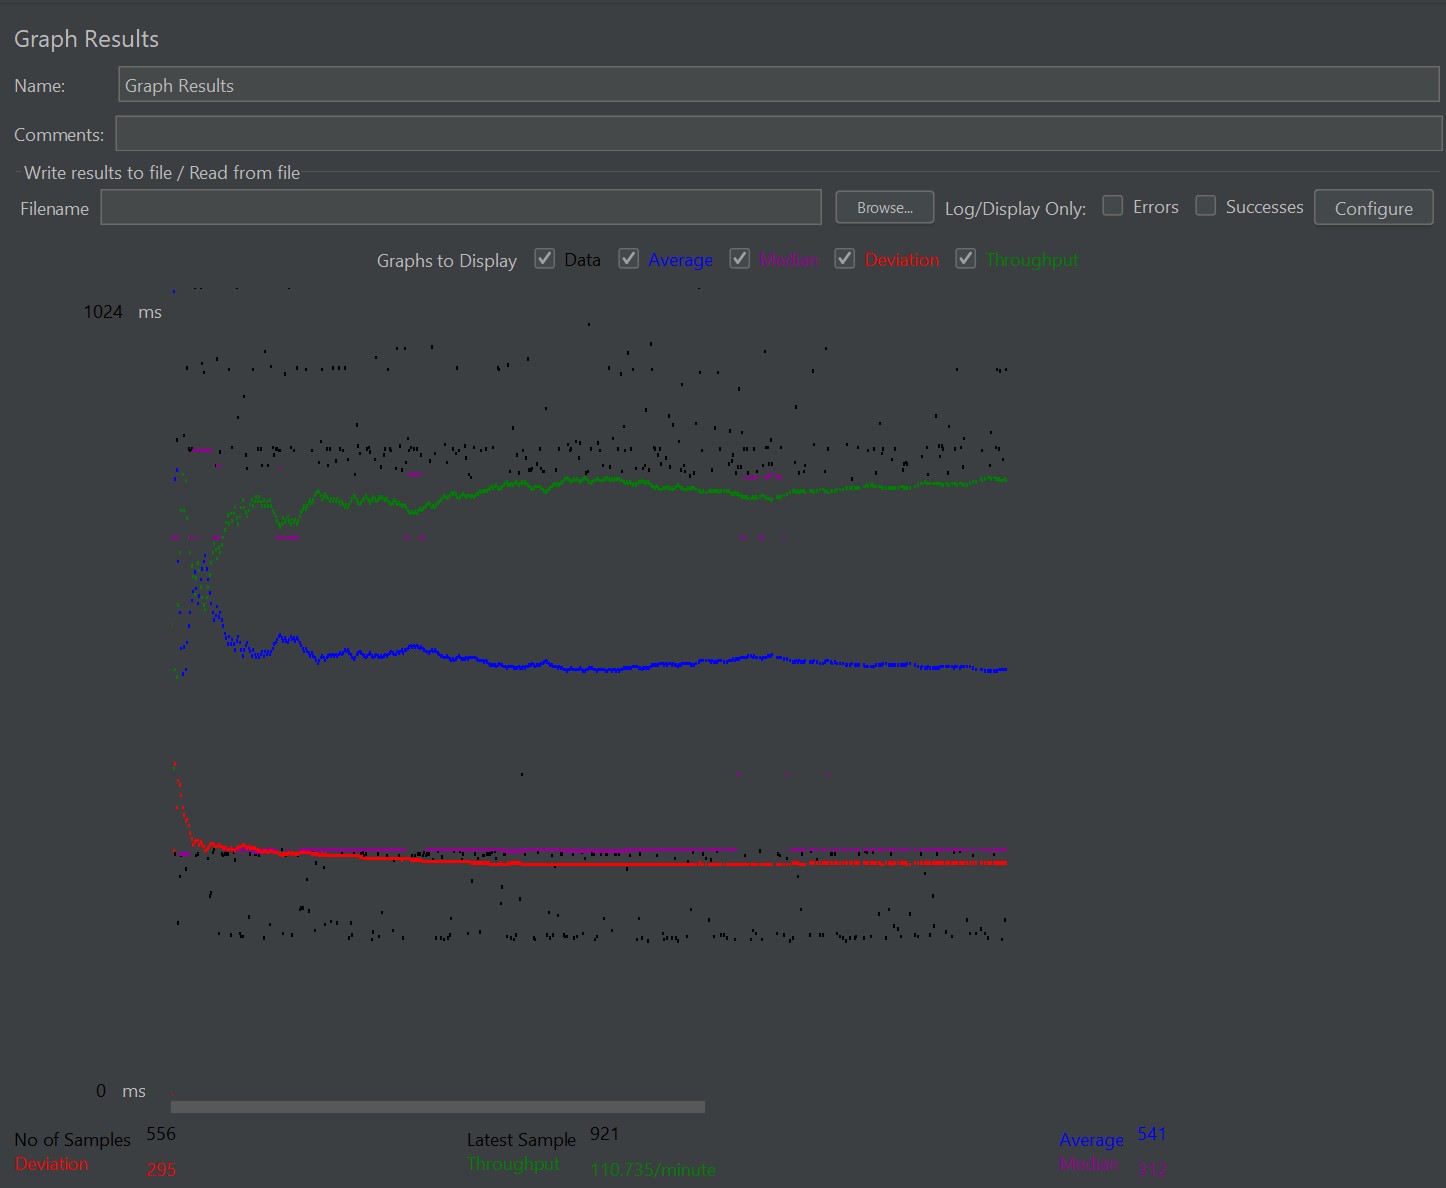 Graph Results
Name: Graph Results
Comments:
Write results to file / Read from file
Filename Browse... Log/Display Only: Errors Successes Configure
Graphs to Display Data Average Median Deviation Throughput
1024 ms
0 ms
No of Samples 556 Latest Sample 921 Average 541
Deviation 295 Throughput 110.735/minute Median 312